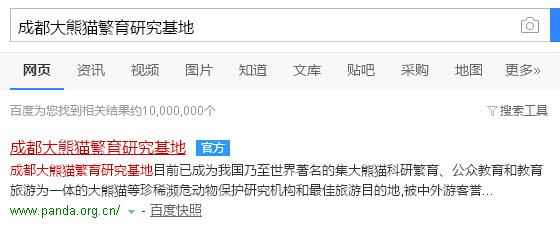 成都大熊猫繁育研究基地
网页 资讯 视频 图片 知道 文库 贴吧 采购 地图 更多»
百度为您找到相关结果约10,000,000个 搜索工具
成都大熊猫繁育研究基地 官方
成都大熊猫繁育研究基地目前已成为我国乃至世界著名的集大熊猫科研繁育、公众教育和教育
旅游为一体的大熊猫等珍稀濒危动物保护研究机构和最佳旅游目的地,被中外游客誉...
www.panda.org.cn/ - 百度快照